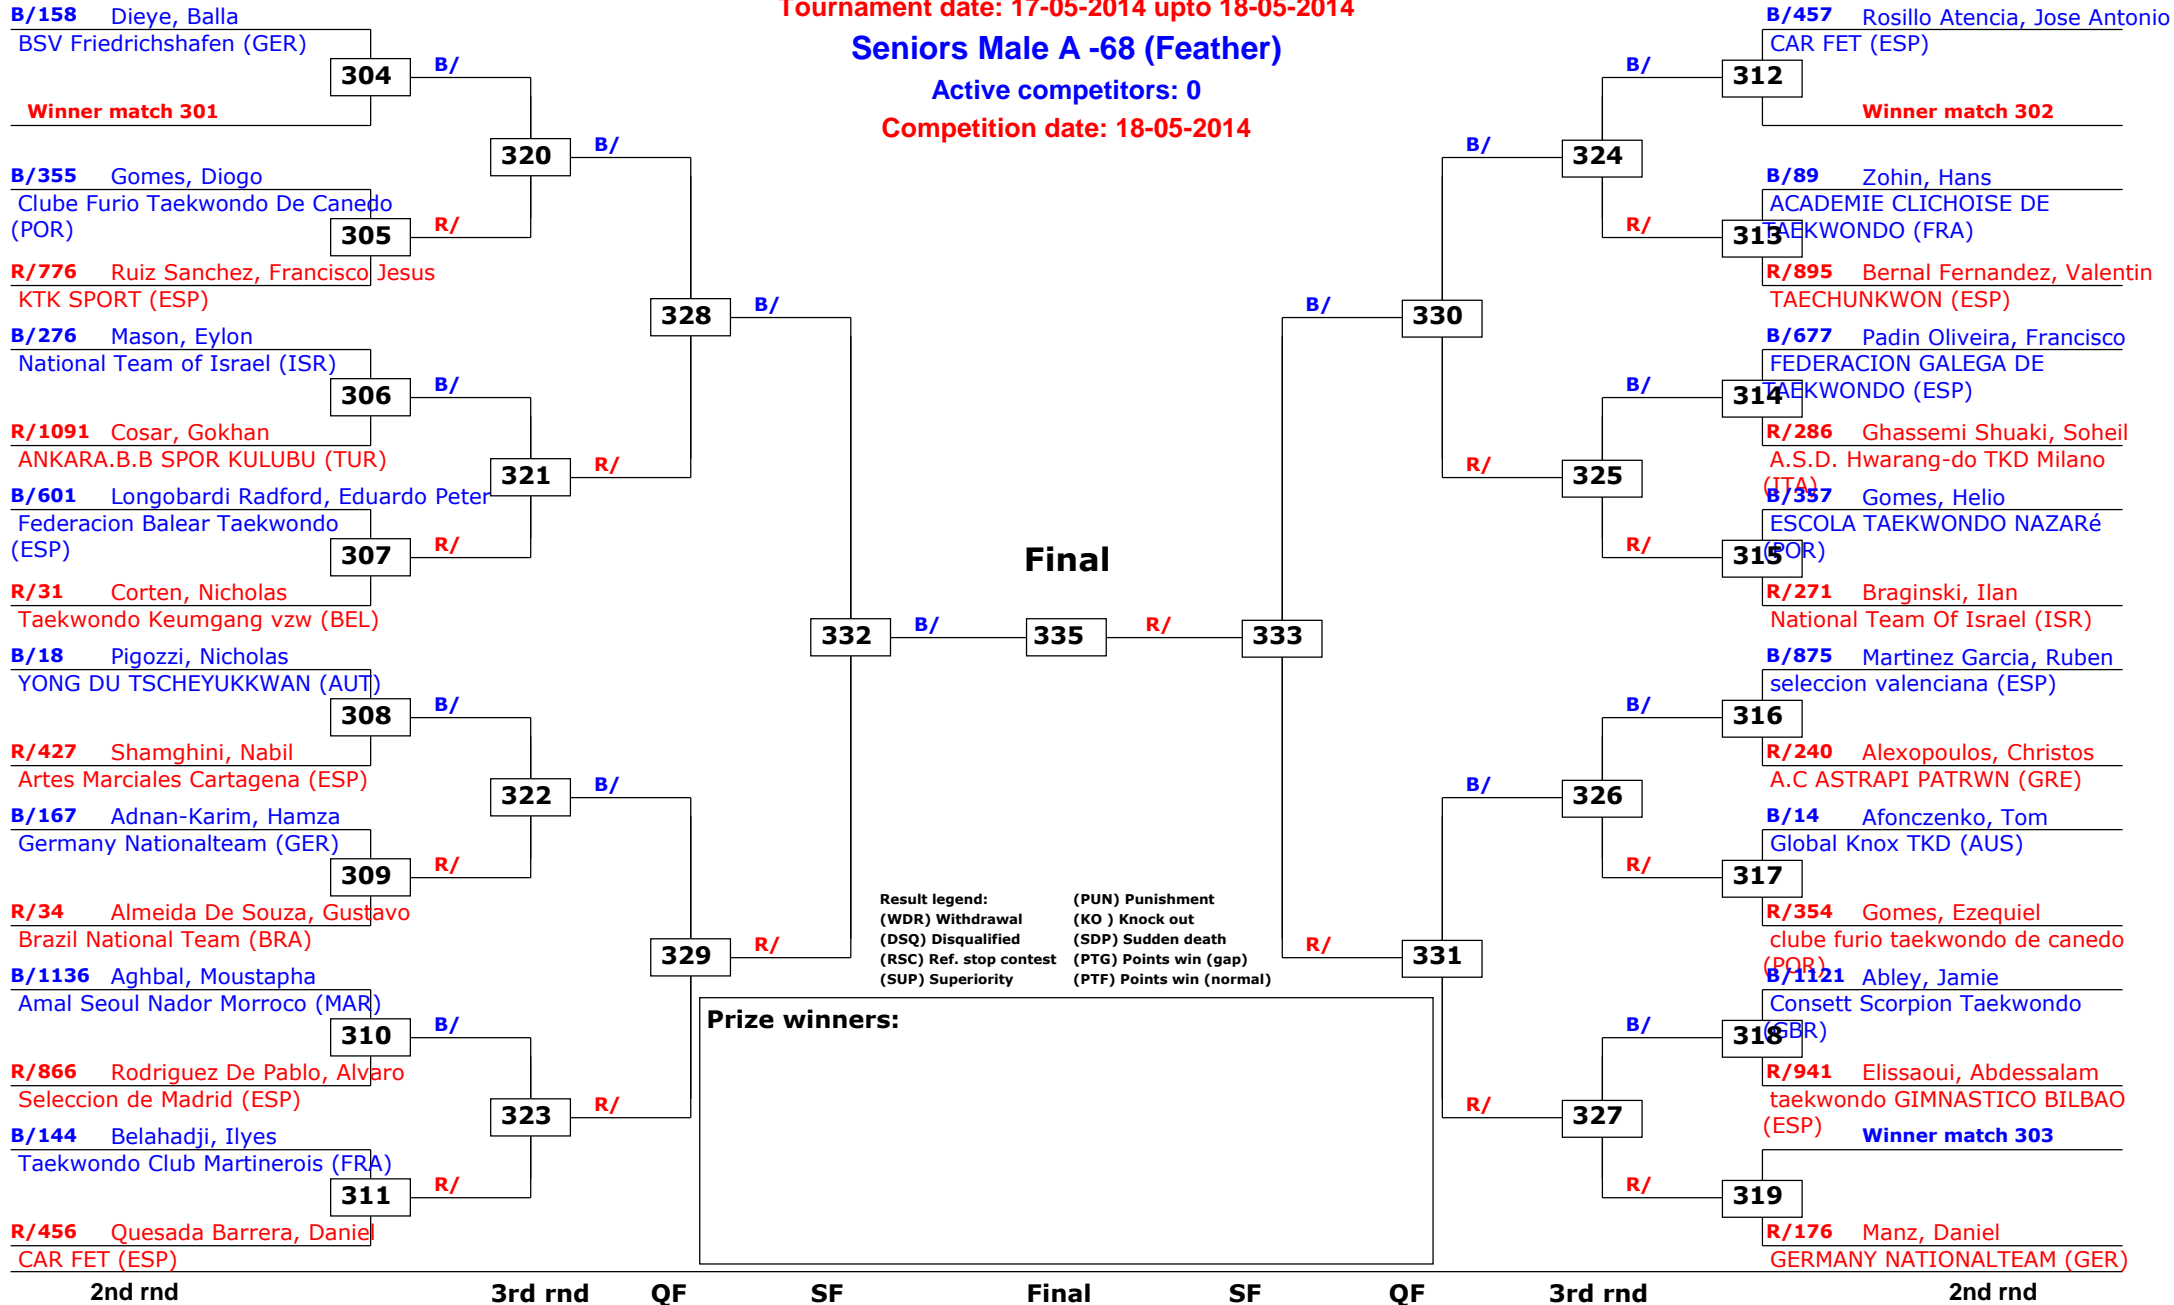 Tournament date: 17-05-2014 upto 18-05-2014
Seniors Male A -68 (Feather)
Active competitors: 0
Competition date: 18-05-2014
B/158 Dieye, Balla
BSV Friedrichshafen (GER)
304
B/
Winner match 301
320
B/
B/355 Gomes, Diogo
Clube Furio Taekwondo De Canedo
(POR)
305
R/
R/776 Ruiz Sanchez, Francisco Jesus
KTK SPORT (ESP)
328
B/
B/276 Mason, Eylon
National Team of Israel (ISR)
306
B/
R/1091 Cosar, Gokhan
ANKARA.B.B SPOR KULUBU (TUR)
321
R/
B/601 Longobardi Radford, Eduardo Peter
Federacion Balear Taekwondo
(ESP)
307
R/
R/31 Corten, Nicholas
Taekwondo Keumgang vzw (BEL)
332
B/
B/18 Pigozzi, Nicholas
YONG DU TSCHEYUKKWAN (AUT)
308
B/
R/427 Shamghini, Nabil
Artes Marciales Cartagena (ESP)
322
B/
B/167 Adnan-Karim, Hamza
Germany Nationalteam (GER)
309
R/
R/34 Almeida De Souza, Gustavo
Brazil National Team (BRA)
329
R/
B/1136 Aghbal, Moustapha
Amal Seoul Nador Morroco (MAR)
310
B/
R/866 Rodriguez De Pablo, Alvaro
Seleccion de Madrid (ESP)
323
R/
B/144 Belahadji, Ilyes
Taekwondo Club Martinerois (FRA)
311
R/
R/456 Quesada Barrera, Daniel
CAR FET (ESP)
Final
335
R/
333
Result legend:
(WDR) Withdrawal
(DSQ) Disqualified
(RSC) Ref. stop contest
(SUP) Superiority
(PUN) Punishment
(KO ) Knock out
(SDP) Sudden death
(PTG) Points win (gap)
(PTF) Points win (normal)
Prize winners:
B/457 Rosillo Atencia, Jose Antonio
CAR FET (ESP)
B/
312
Winner match 302
B/
324
B/89 Zohin, Hans
ACADEMIE CLICHOISE DE
TAEKWONDO (FRA)
R/
313
R/895 Bernal Fernandez, Valentin
TAECHUNKWON (ESP)
B/
330
B/677 Padin Oliveira, Francisco
FEDERACION GALEGA DE
TAEKWONDO (ESP)
B/
314
R/286 Ghassemi Shuaki, Soheil
A.S.D. Hwarang-do TKD Milano
(ITA)
R/
325
B/357 Gomes, Helio
ESCOLA TAEKWONDO NAZARé
(POR)
R/
315
R/271 Braginski, Ilan
National Team Of Israel (ISR)
B/875 Martinez Garcia, Ruben
seleccion valenciana (ESP)
B/
316
R/240 Alexopoulos, Christos
A.C ASTRAPI PATRWN (GRE)
B/
326
B/14 Afonczenko, Tom
Global Knox TKD (AUS)
R/
317
R/354 Gomes, Ezequiel
clube furio taekwondo de canedo
(POR)
R/
331
B/1121 Abley, Jamie
Consett Scorpion Taekwondo
(GBR)
B/
318
R/941 Elissaoui, Abdessalam
taekwondo GIMNASTICO BILBAO
(ESP)
R/
327
Winner match 303
R/
319
R/176 Manz, Daniel
GERMANY NATIONALTEAM (GER)
2nd rnd 3rd rnd QF SF Final SF QF 3rd rnd 2nd rnd